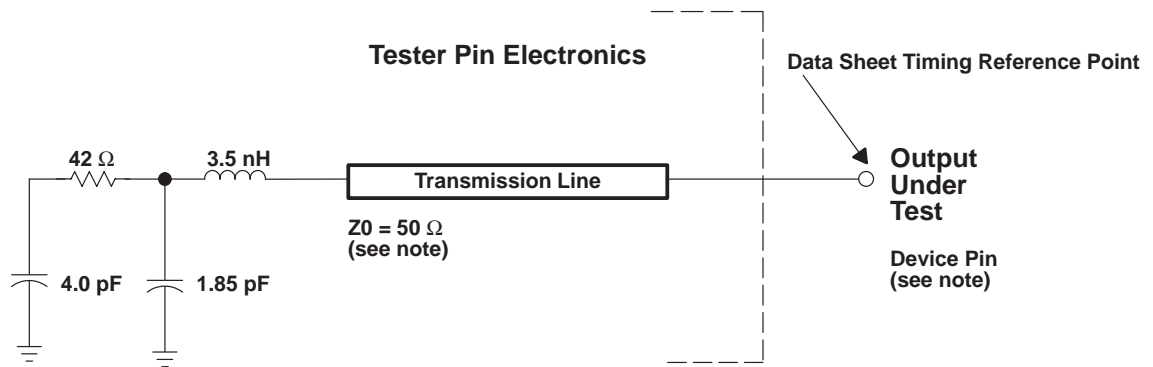 Tester Pin Electronics
Data Sheet Timing Reference Point
42 Ω
3.5 nH
Transmission Line
Output
Under
Test
Z0 = 50 Ω
(see note)
Device Pin
(see note)
4.0 pF
1.85 pF